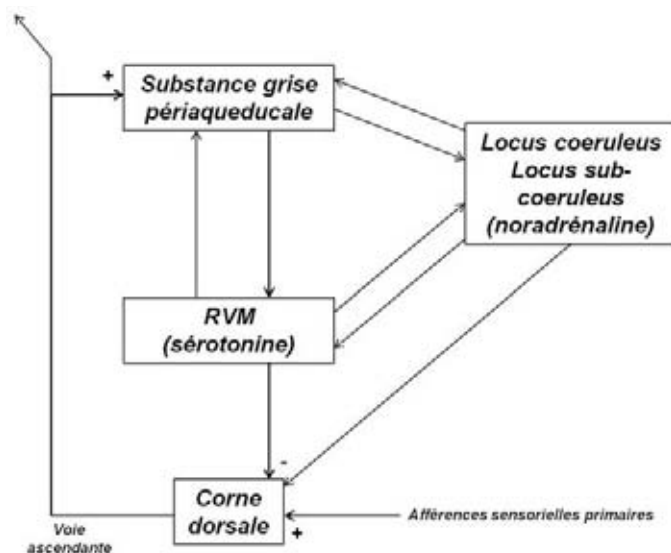 +
Substance grise
périaqueducale
Locus coeruleus
Locus sub-
coeruleus
(noradrénaline)
RVM
(sérotonine)
-
Corne
dorsale
+
Afférences sensorielles primaires
Voie
ascendante